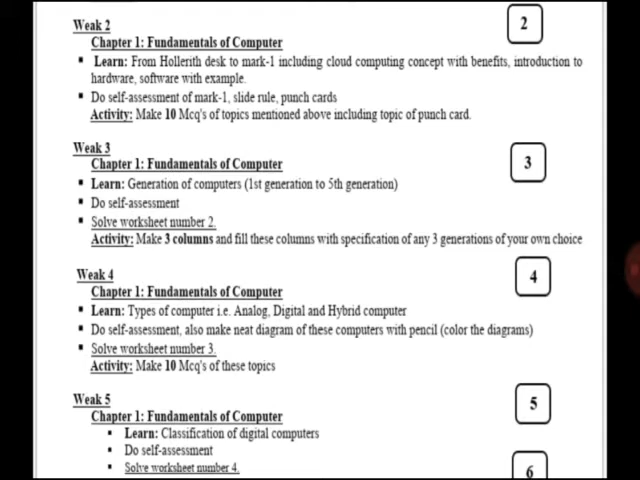 Weak 2
2
Chapter 1: Fundamentals of Computer
Learn: From Hollerith desk to mark-1 including cloud computing concept with benefits, introduction to
hardware, software with example.
Do self-assessment of mark-1, slide rule, punch cards
Activity: Make 10 Mcq's of topics mentioned above including topic of punch card.
Weak 3
3
Chapter 1: Fundamentals of Computer
Learn: Generation of computers (1st generation to 5th generation)
Do self-assessment
Solve worksheet number 2.
Activity: Make 3 columns and fill these columns with specification of any 3 generations of your own choice
Weak 4
4
Chapter 1: Fundamentals of Computer
Learn: Types of computer i.e. Analog, Digital and Hybrid computer
Do self-assessment, also make neat diagram of these computers with pencil (color the diagrams)
Solve worksheet number 3.
Activity: Make 10 Mcq's of these topics
Weak 5
5
Chapter 1: Fundamentals of Computer
Learn: Classification of digital computers
Do self-assessment
Solve worksheet number 4.
6